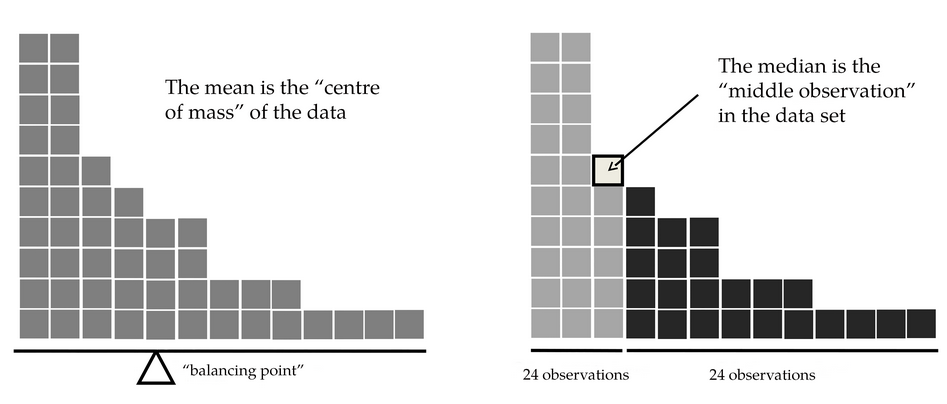 The mean is the “centre
of mass” of the data
“balancing point”
The median is the
“middle observation”
in the data set
24 observations
24 observations